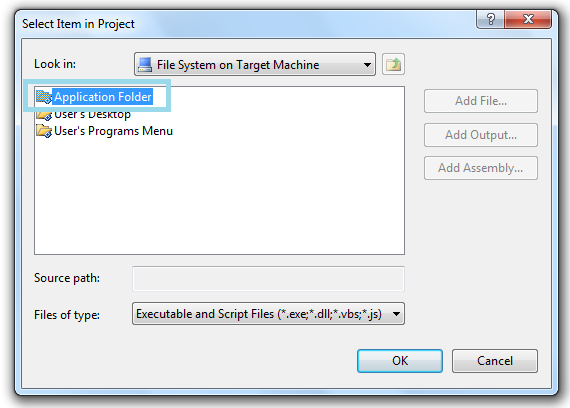 Select Item in Project
Look in: File System on Target Machine
Application Folder
User's Desktop
User's Programs Menu
Add File...
Add Output...
Add Assembly...
Source path:
Files of type: Executable and Script Files (*.exe;*.dll;*.vbs;*.js)
OK Cancel